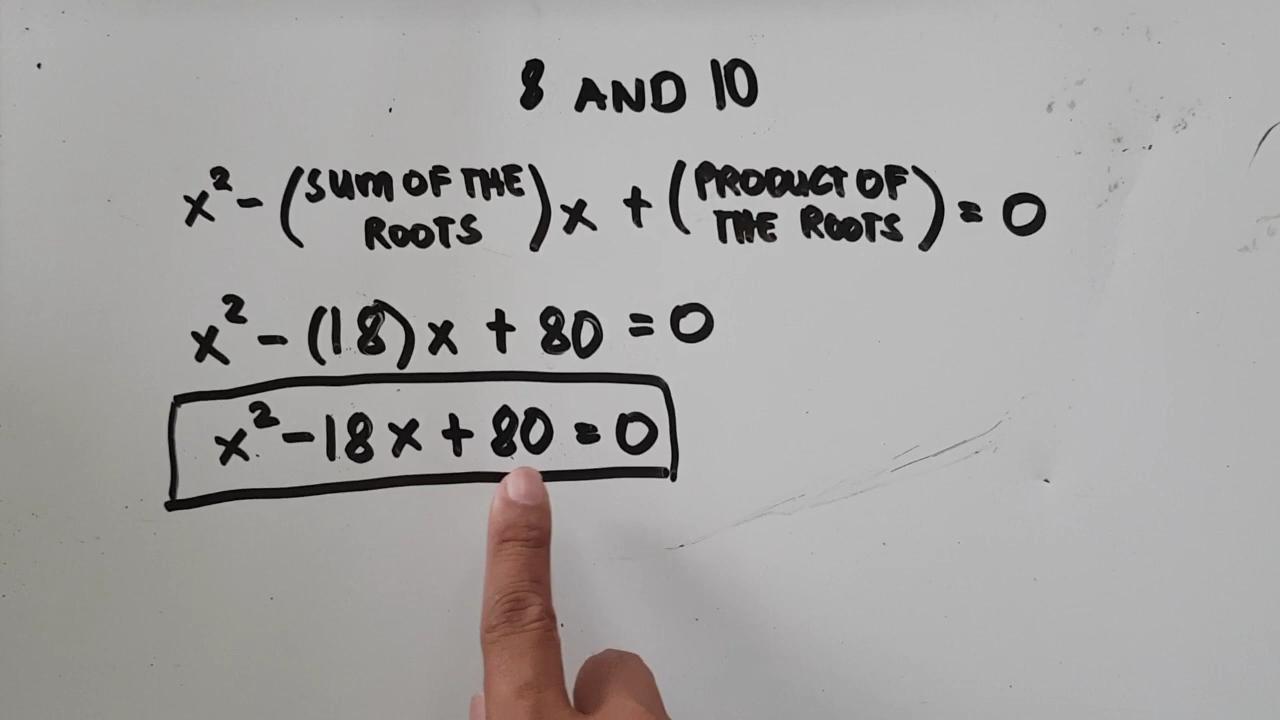 8 AND 10
x² - (SUM OF THE ROOTS)x + (PRODUCT OF THE ROOTS) = 0
x² - (18)x + 80 = 0
x² - 18x + 80 = 0